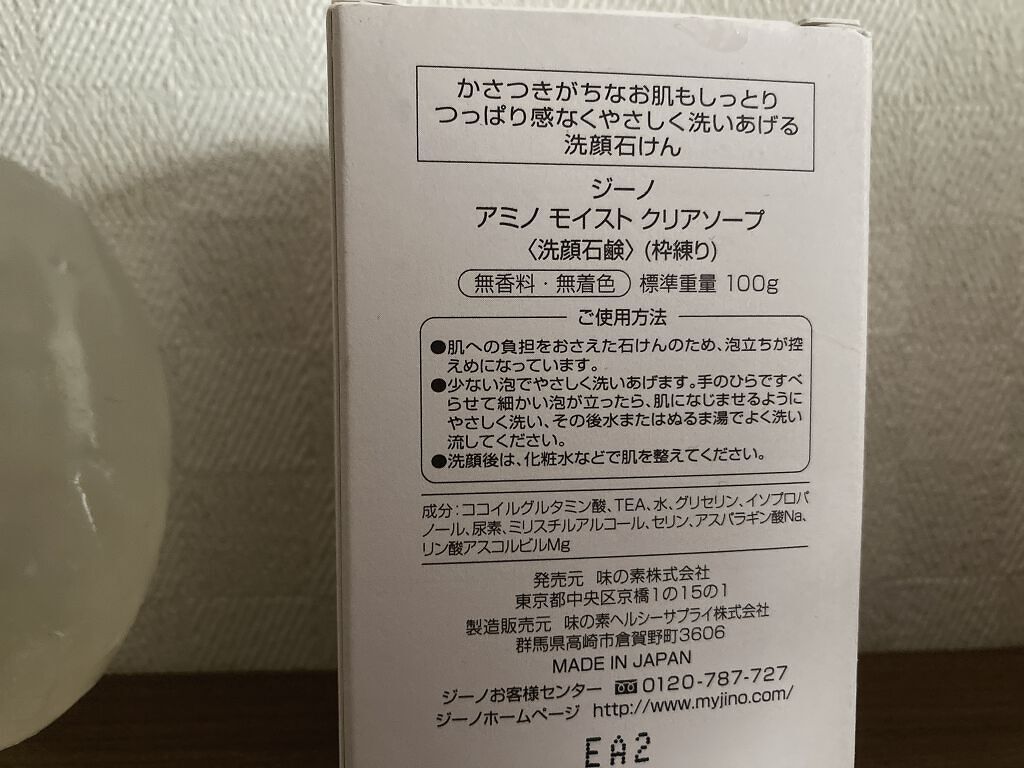 かさつきがちなお肌もしっとり
つっぱり感なくやさしく洗いあげる
洗顔石けん
ジーノ
アミノ モイスト クリアソープ
〈洗顔石鹸〉(枠練り)
無香料・無着色 標準重量 100g
ご使用方法
●肌への負担をおさえた石けんのため、泡立ちが控
えめになっています。
●少ない泡でやさしく洗いあげます。手のひらですべ
らせて細かい泡が立ったら、肌になじませるように
やさしく洗い、その後水またはぬるま湯でよく洗い
流してください。
●洗顔後は、化粧水などで肌を整えてください。
成分：ココイルグルタミン酸、TEA、水、グリセリン、イソプロパ
ノール、尿素、ミリスチルアルコール、セリン、アスパラギン酸Na、
リン酸アスコルビルMg
発売元 味の素株式会社
東京都中央区京橋1の15の1
製造販売元 味の素ヘルシーサプライ株式会社
群馬県高崎市倉賀野町3606
MADE IN JAPAN
ジーノお客様センター 0120-787-727
ジーノホームページ http://www.myjino.com/
EA2